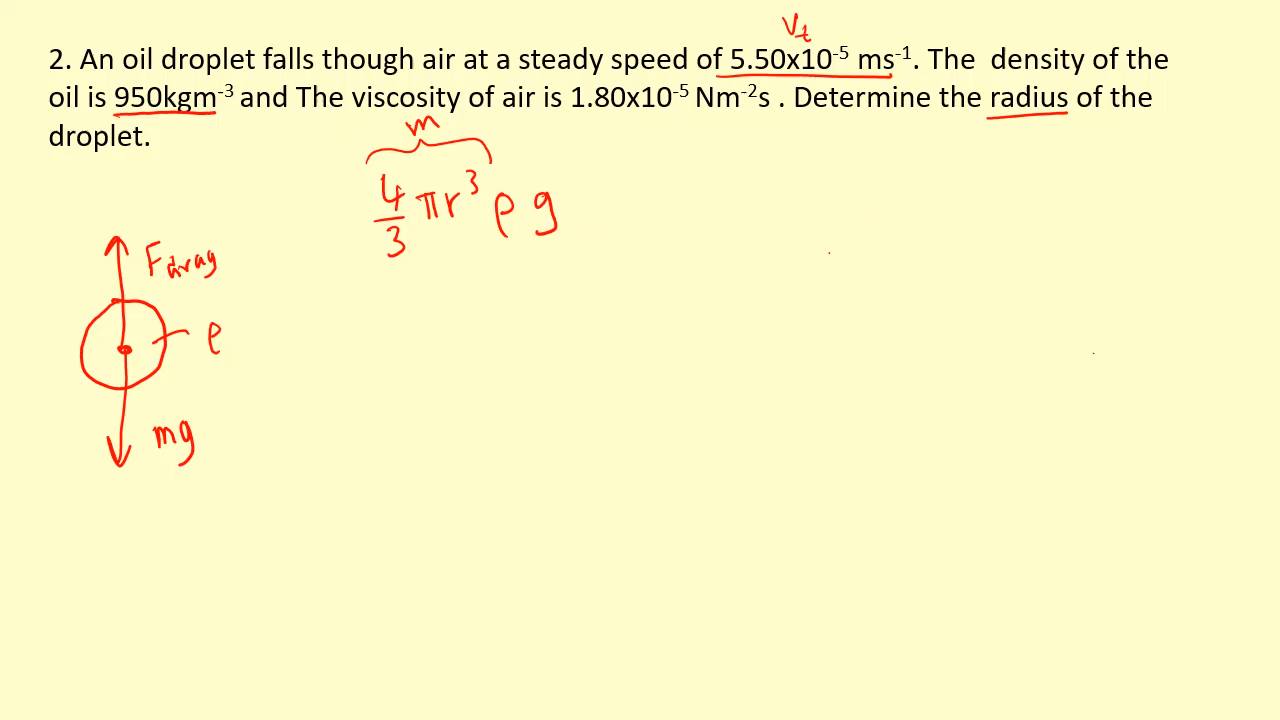 V_t
2. An oil droplet falls though air at a steady speed of 5.50x10⁻⁵ ms⁻¹. The density of the
oil is 950kgm⁻³ and The viscosity of air is 1.80x10⁻⁵ Nm⁻²s . Determine the radius of the
droplet.
m
4/3 πr³ ρ g
F_drag
ρ
mg